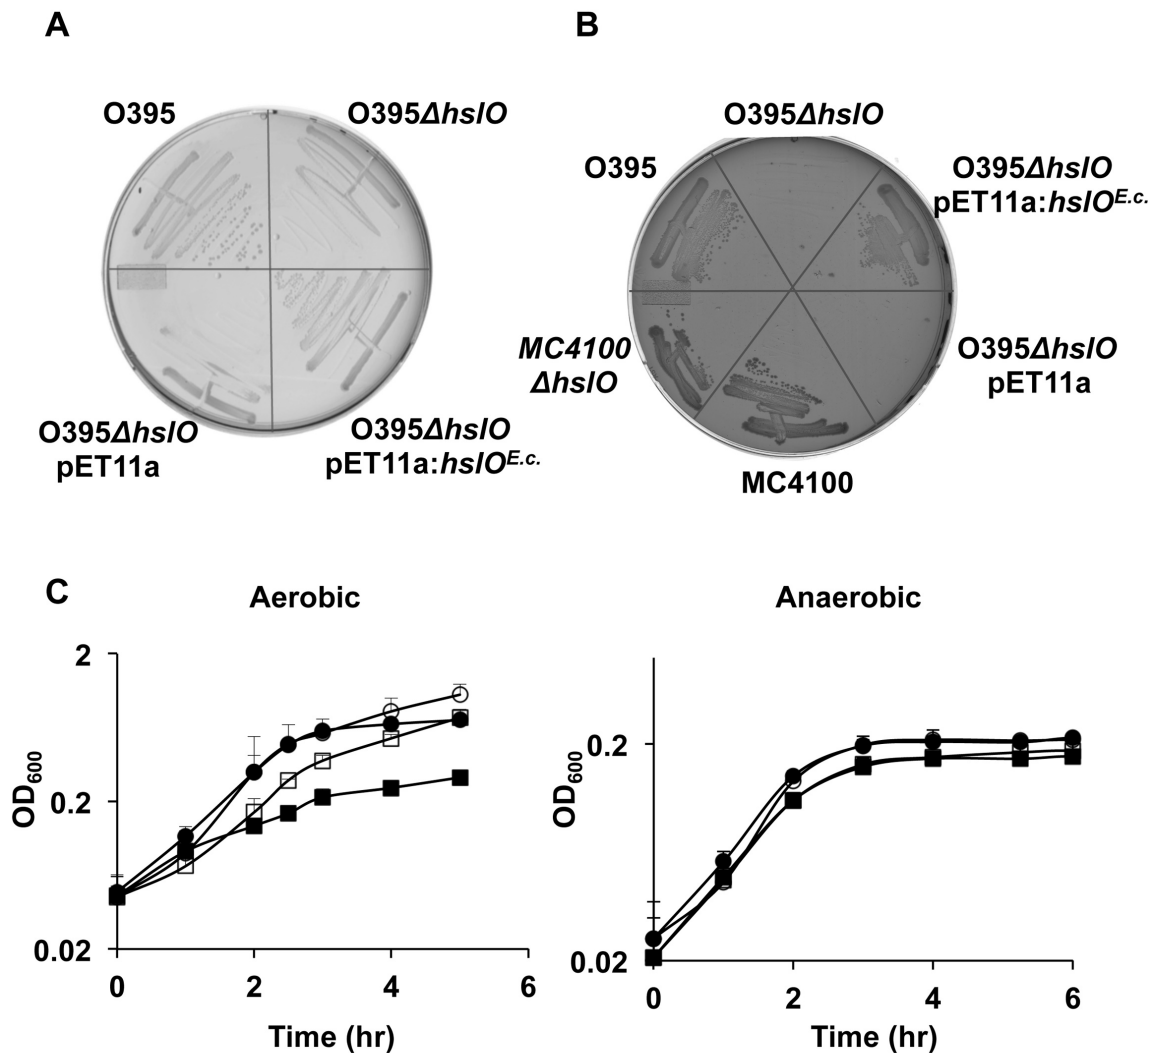 A
B
O395
O395ΔhslO
O395ΔhslO
pET11a
O395ΔhslO
pET11a:hslO^E.c.
O395ΔhslO
O395
O395ΔhslO
pET11a:hslO^E.c.
MC4100
ΔhslO
O395ΔhslO
pET11a
MC4100
C
Aerobic
Anaerobic
2
0.2
0.02
OD600
0
2
4
6
Time (hr)
0.2
0.02
OD600
0
2
4
6
Time (hr)